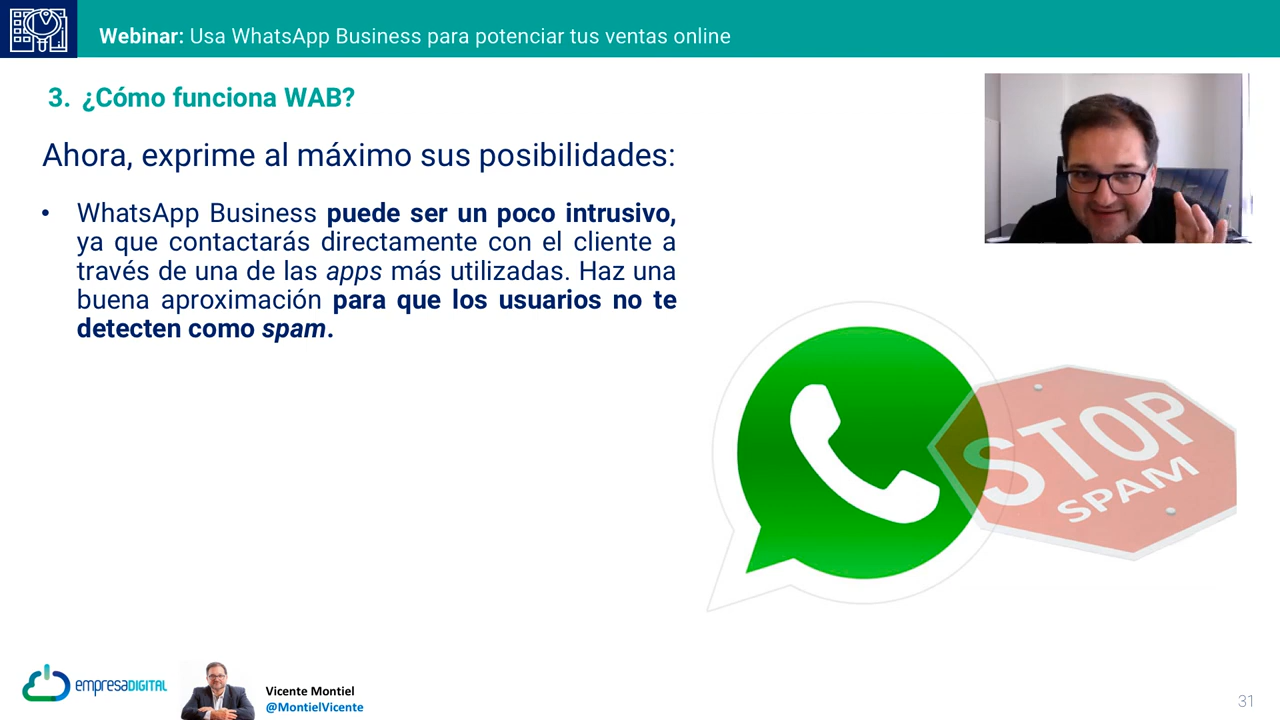 Webinar: Usa WhatsApp Business para potenciar tus ventas online
3. ¿Cómo funciona WAB?
Ahora, exprime al máximo sus posibilidades:
• WhatsApp Business puede ser un poco intrusivo,
ya que contactarás directamente con el cliente a
través de una de las apps más utilizadas. Haz una
buena aproximación para que los usuarios no te
detecten como spam.
STOP
SPAM
empresaDIGITAL
Vicente Montiel
@MontielVicente
31